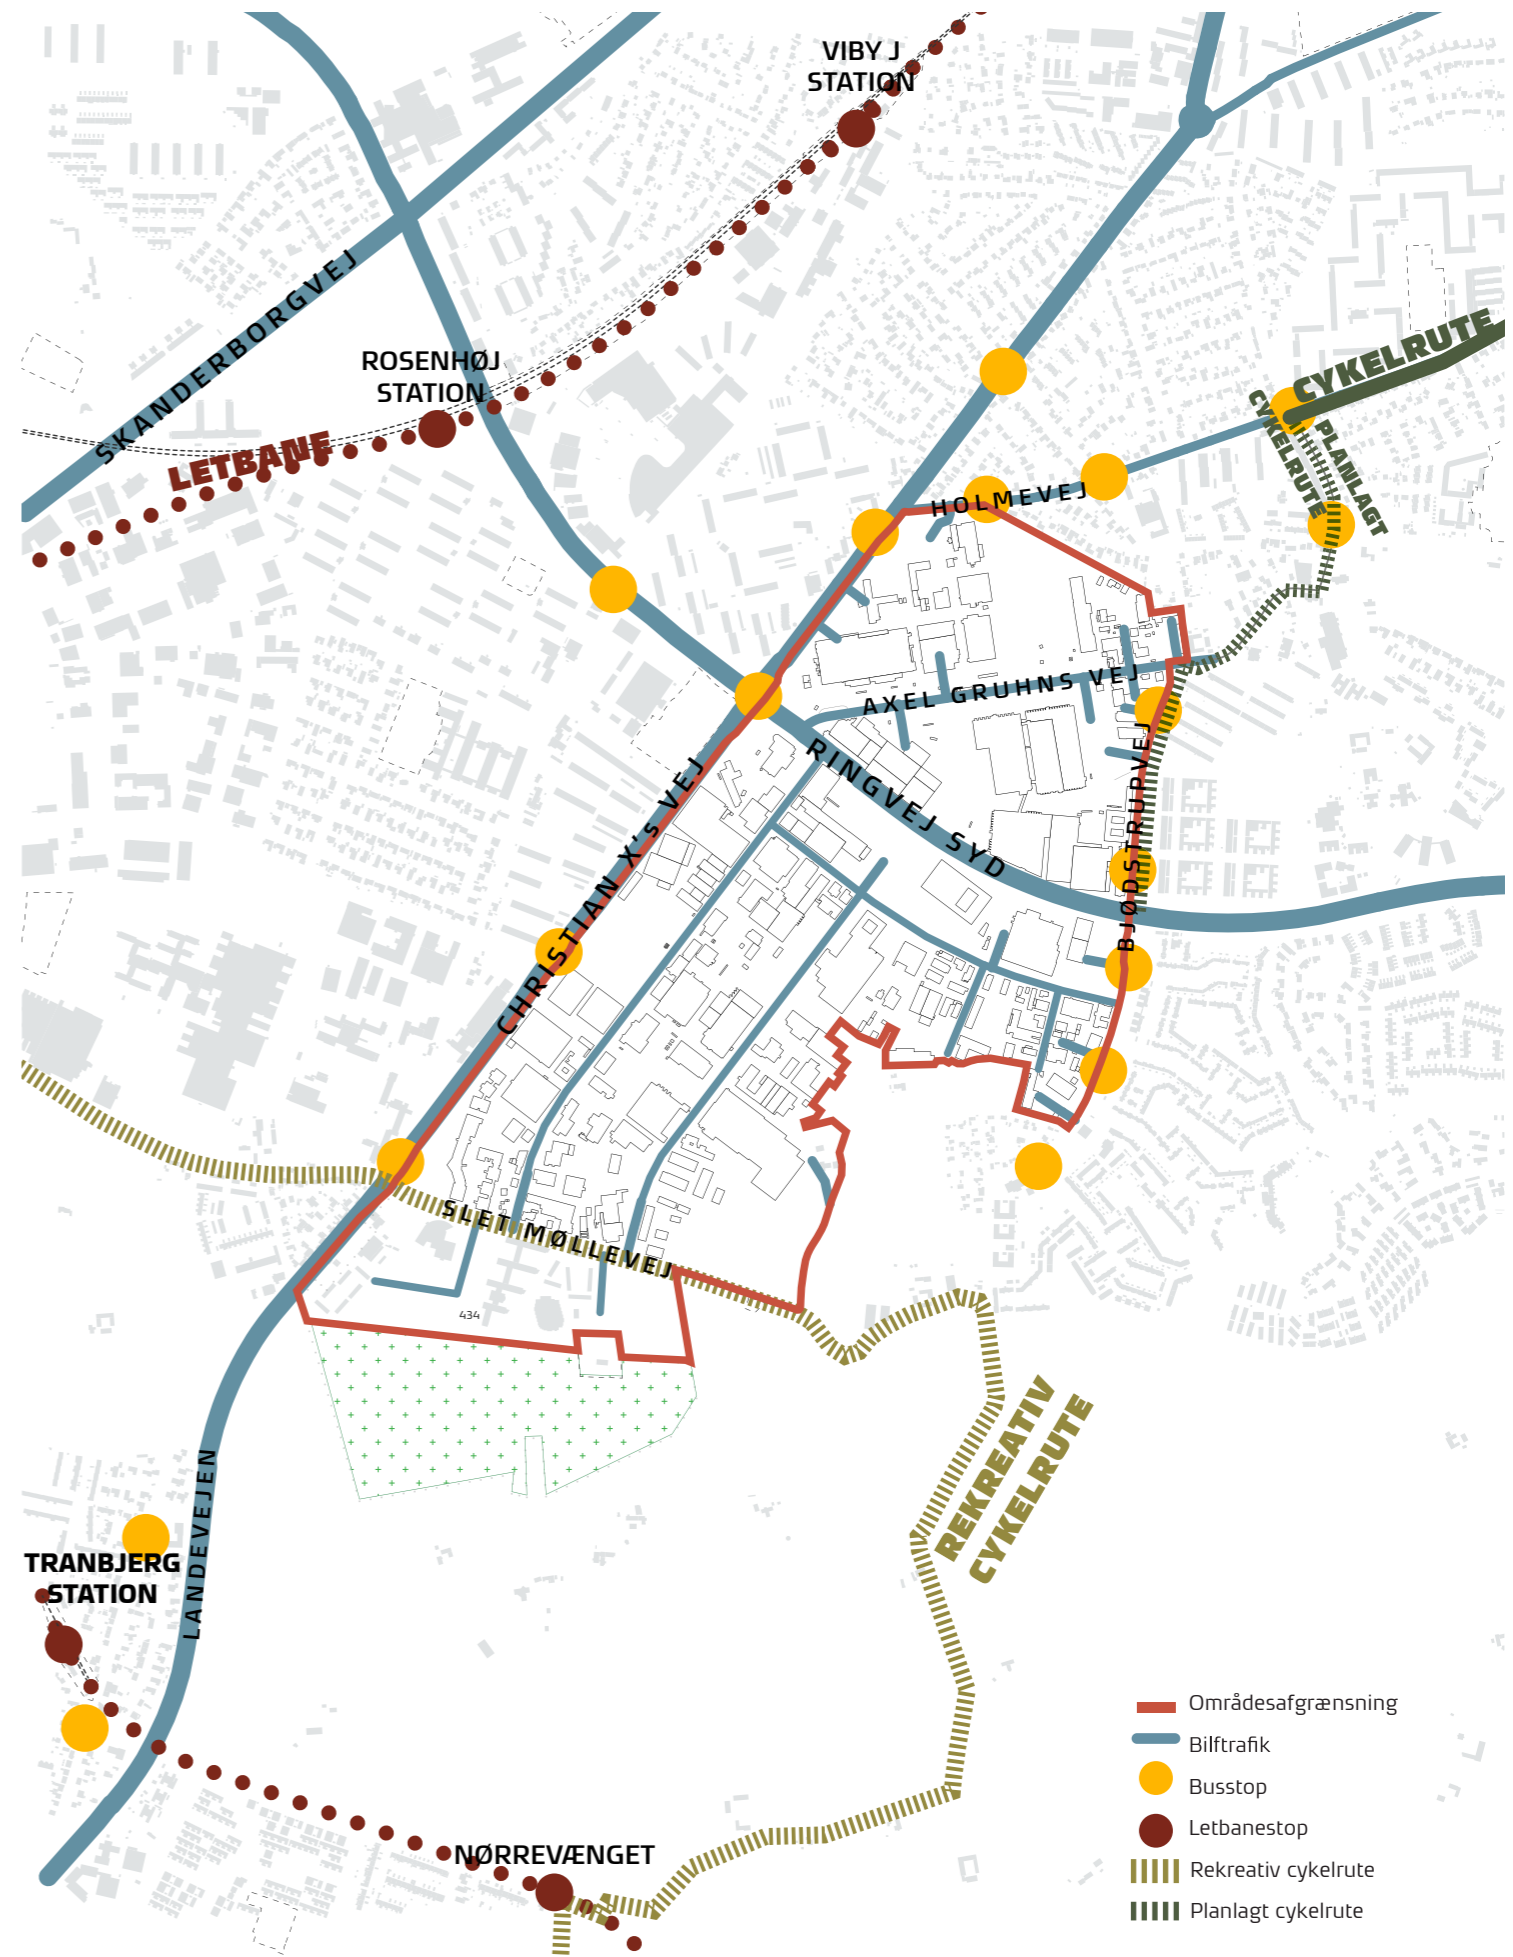 VIBY J
STATION
SKANDERBORGVEJ
ROSENHØJ
STATION
LETBANE
CYKELRUTE
PLANLAGT
CYKELRUTE
HOLMEVEJ
AXEL GRUHNS VEJ
RINGVEJ SYD
BJØDSTRUPVEJ
CHRISTIAN X's VEJ
SLET MØLLEVEJ
434
REKREATIV
CYKELRUTE
LANDEVEJEN
TRANBJERG
STATION
NØRREVÆNGET
Områdesafgrænsning
Bilftrafik
Busstop
Letbanestop
Rekreativ cykelrute
Planlagt cykelrute